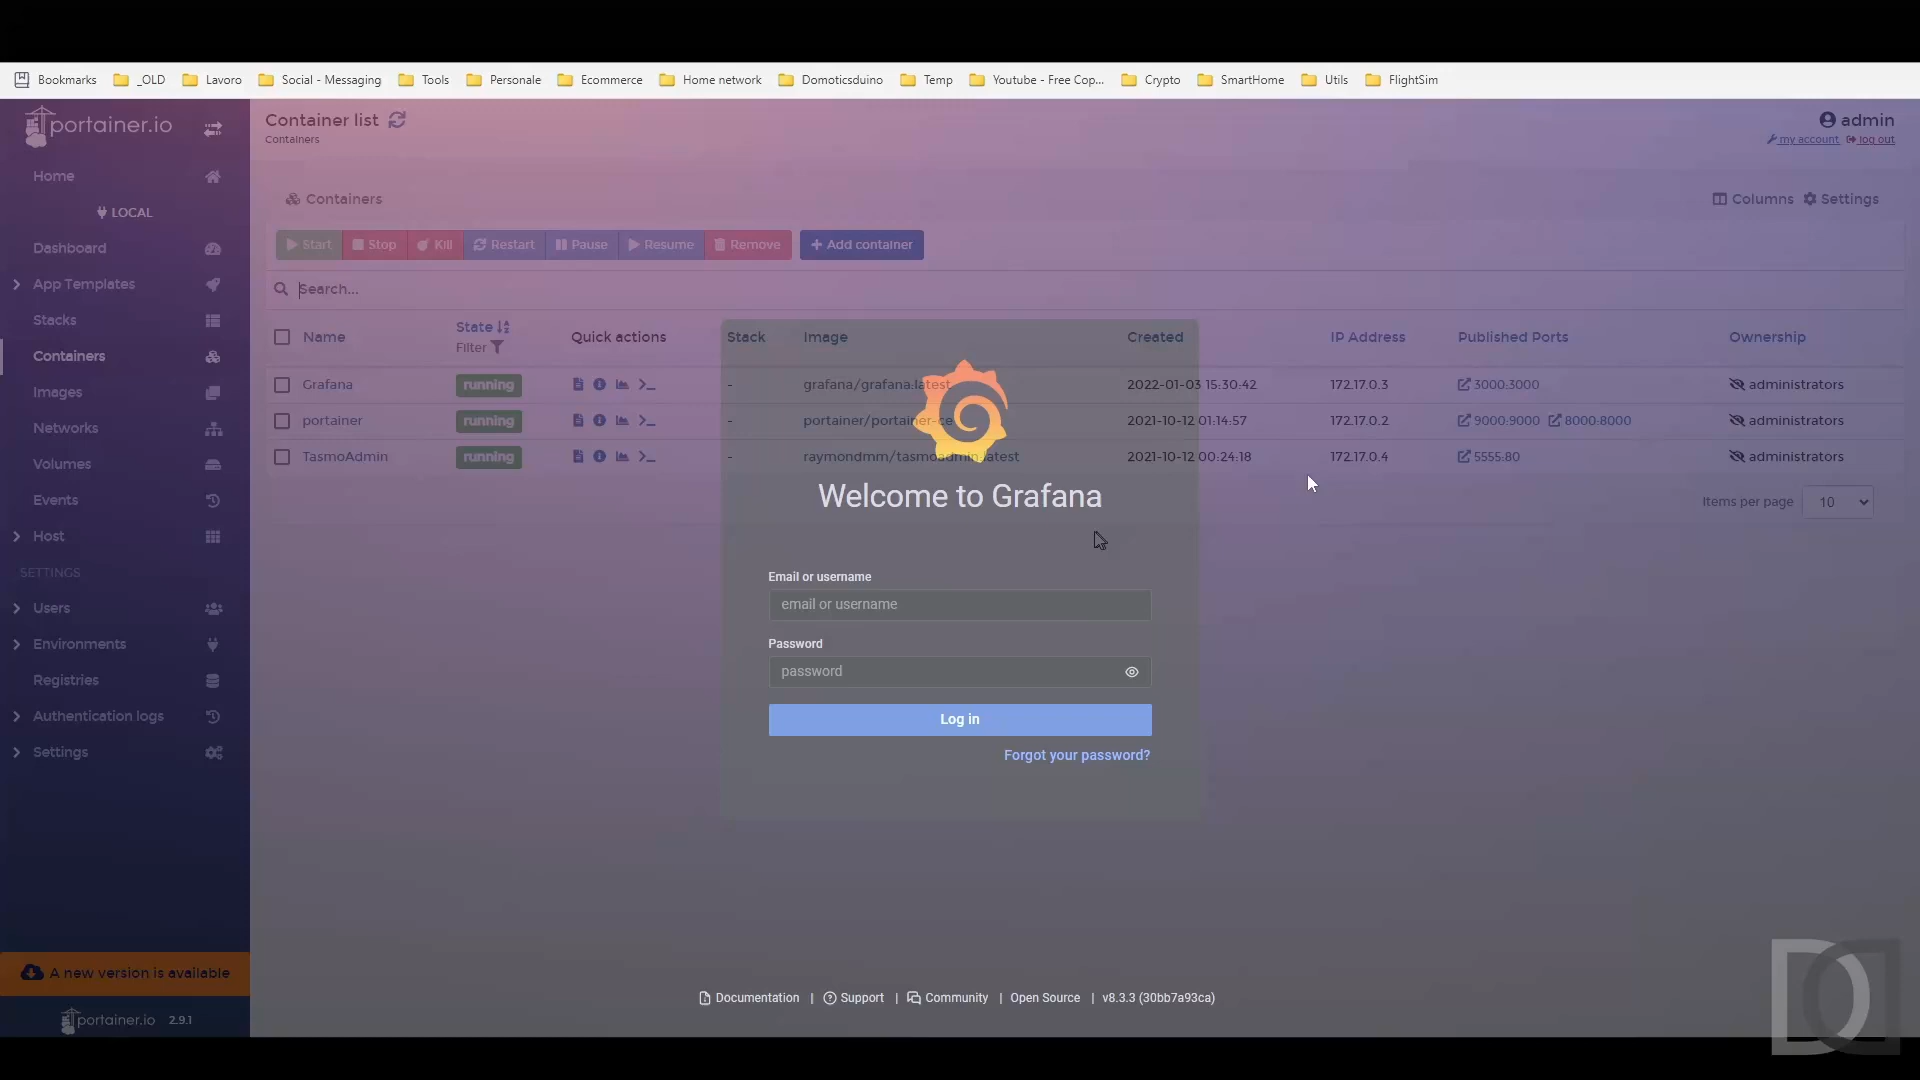 Bookmarks _OLD Lavoro Social - Messaging Tools Personale Ecommerce Home network Domoticsduino Temp Youtube - Free Cop... Crypto SmartHome Utils FlightSim
portainer.io
Container list
Containers
admin
my account log out
Home
LOCAL
Dashboard
App Templates
Stacks
Containers
Images
Networks
Volumes
Events
Host
SETTINGS
Users
Environments
Registries
Authentication logs
Settings
A new version is available
portainer.io 2.9.1
Containers
Columns Settings
Start Stop Kill Restart Pause Resume Remove Add container
Search...
Name State Filter Quick actions Stack Image Created IP Address Published Ports Ownership
Grafana running - grafana/grafana:latest 2022-01-03 15:30:42 172.17.0.3 3000:3000 administrators
portainer running - portainer/portainer-ce 2021-10-12 01:14:57 172.17.0.2 9000:9000 8000:8000 administrators
TasmoAdmin running - raymondmm/tasmoadmin:latest 2021-10-12 00:24:18 172.17.0.4 5555:80 administrators
Items per page 10
Welcome to Grafana
Email or username
email or username
Password
password
Log in
Forgot your password?
Documentation | Support | Community | Open Source | v8.3.3 (30bb7a93ca)
DD